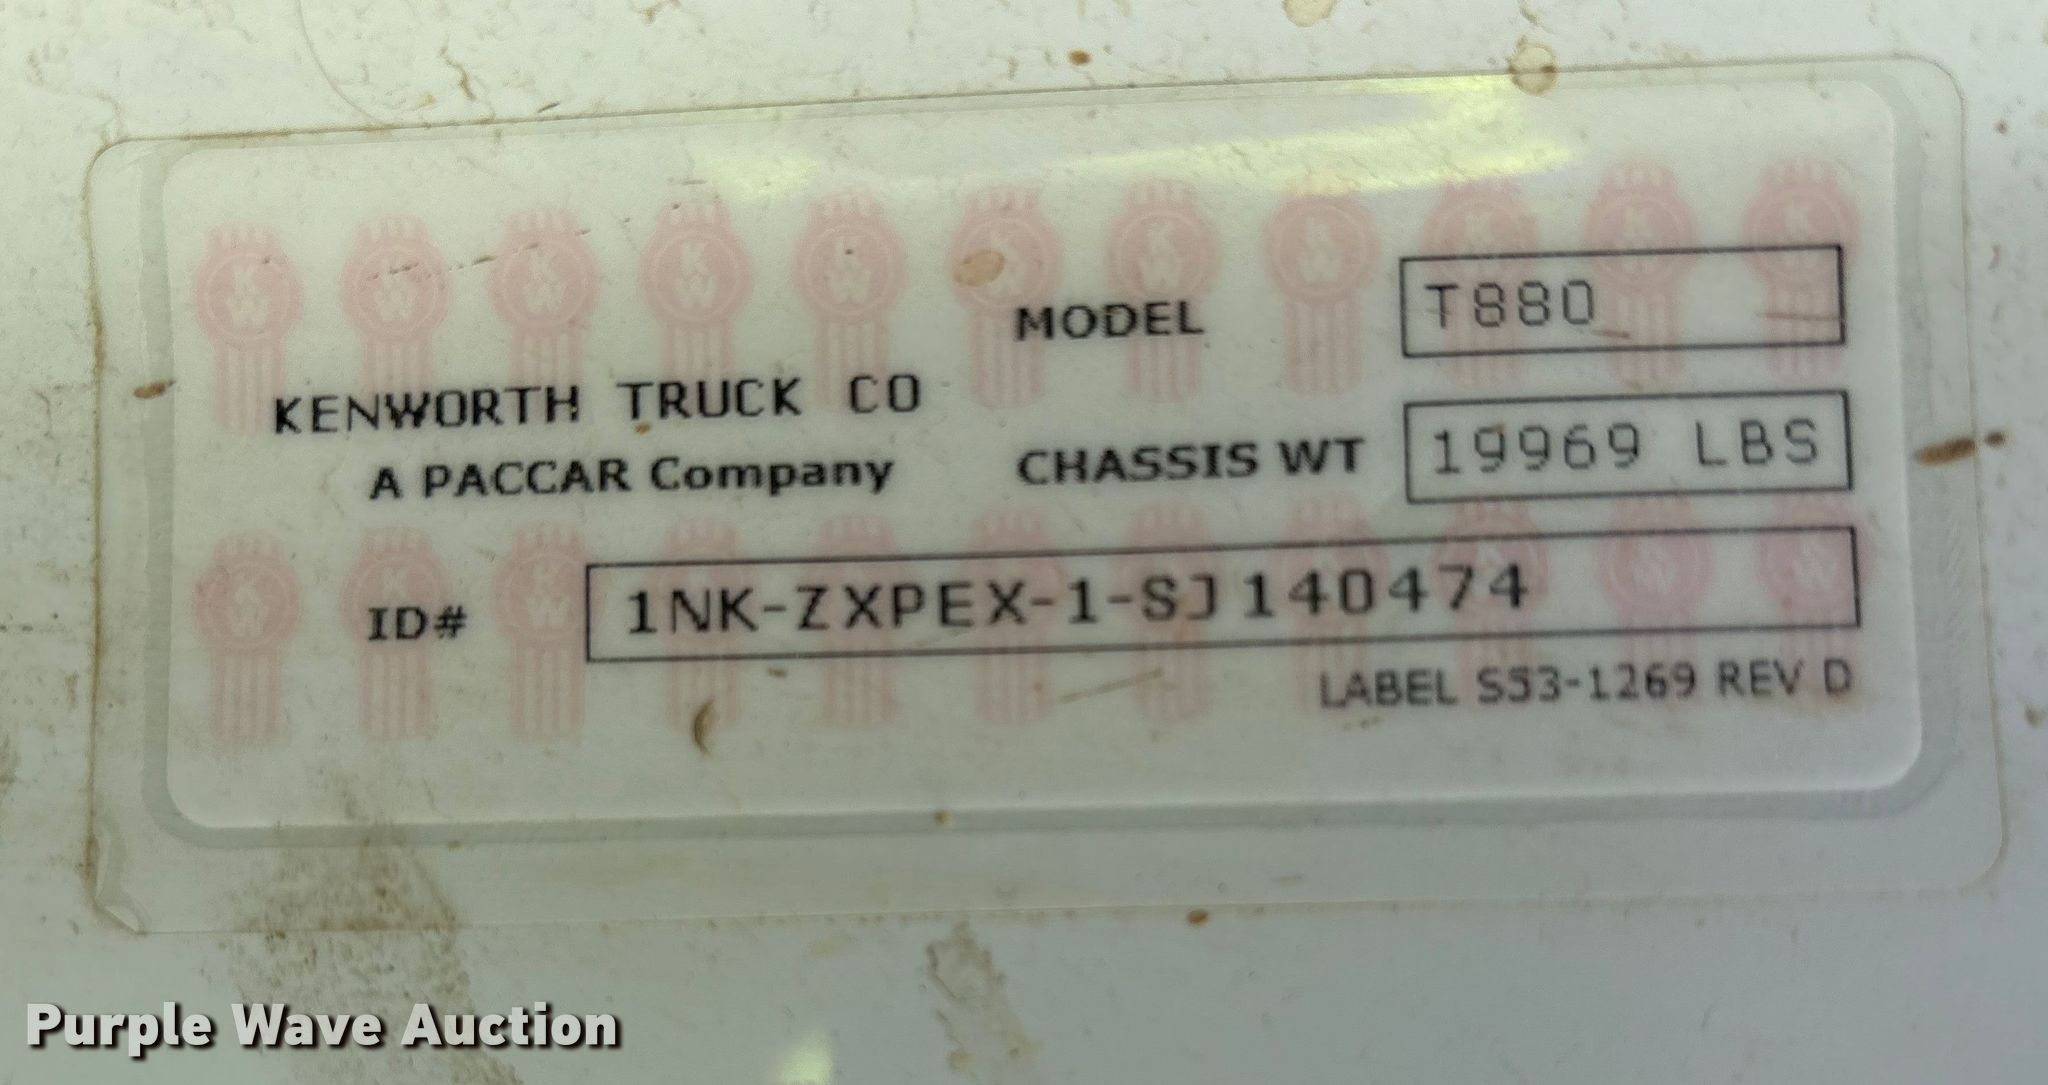 MODEL T880
KENWORTH TRUCK CO
A PACCAR Company
CHASSIS WT 19969 LBS
ID# 1NK-ZXPEX-1-SJ140474
LABEL S53-1269 REV D
Purple Wave Auction